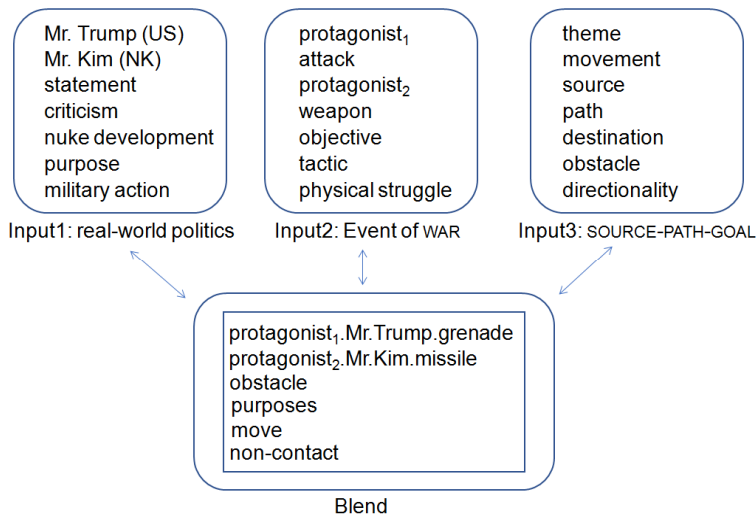 Mr. Trump (US)
Mr. Kim (NK)
statement
criticism
nuke development
purpose
military action
Input1: real-world politics
protagonist₁
attack
protagonist₂
weapon
objective
tactic
physical struggle
Input2: Event of WAR
theme
movement
source
path
destination
obstacle
directionality
Input3: SOURCE-PATH-GOAL
protagonist₁.Mr.Trump.grenade
protagonist₂.Mr.Kim.missile
obstacle
purposes
move
non-contact
Blend